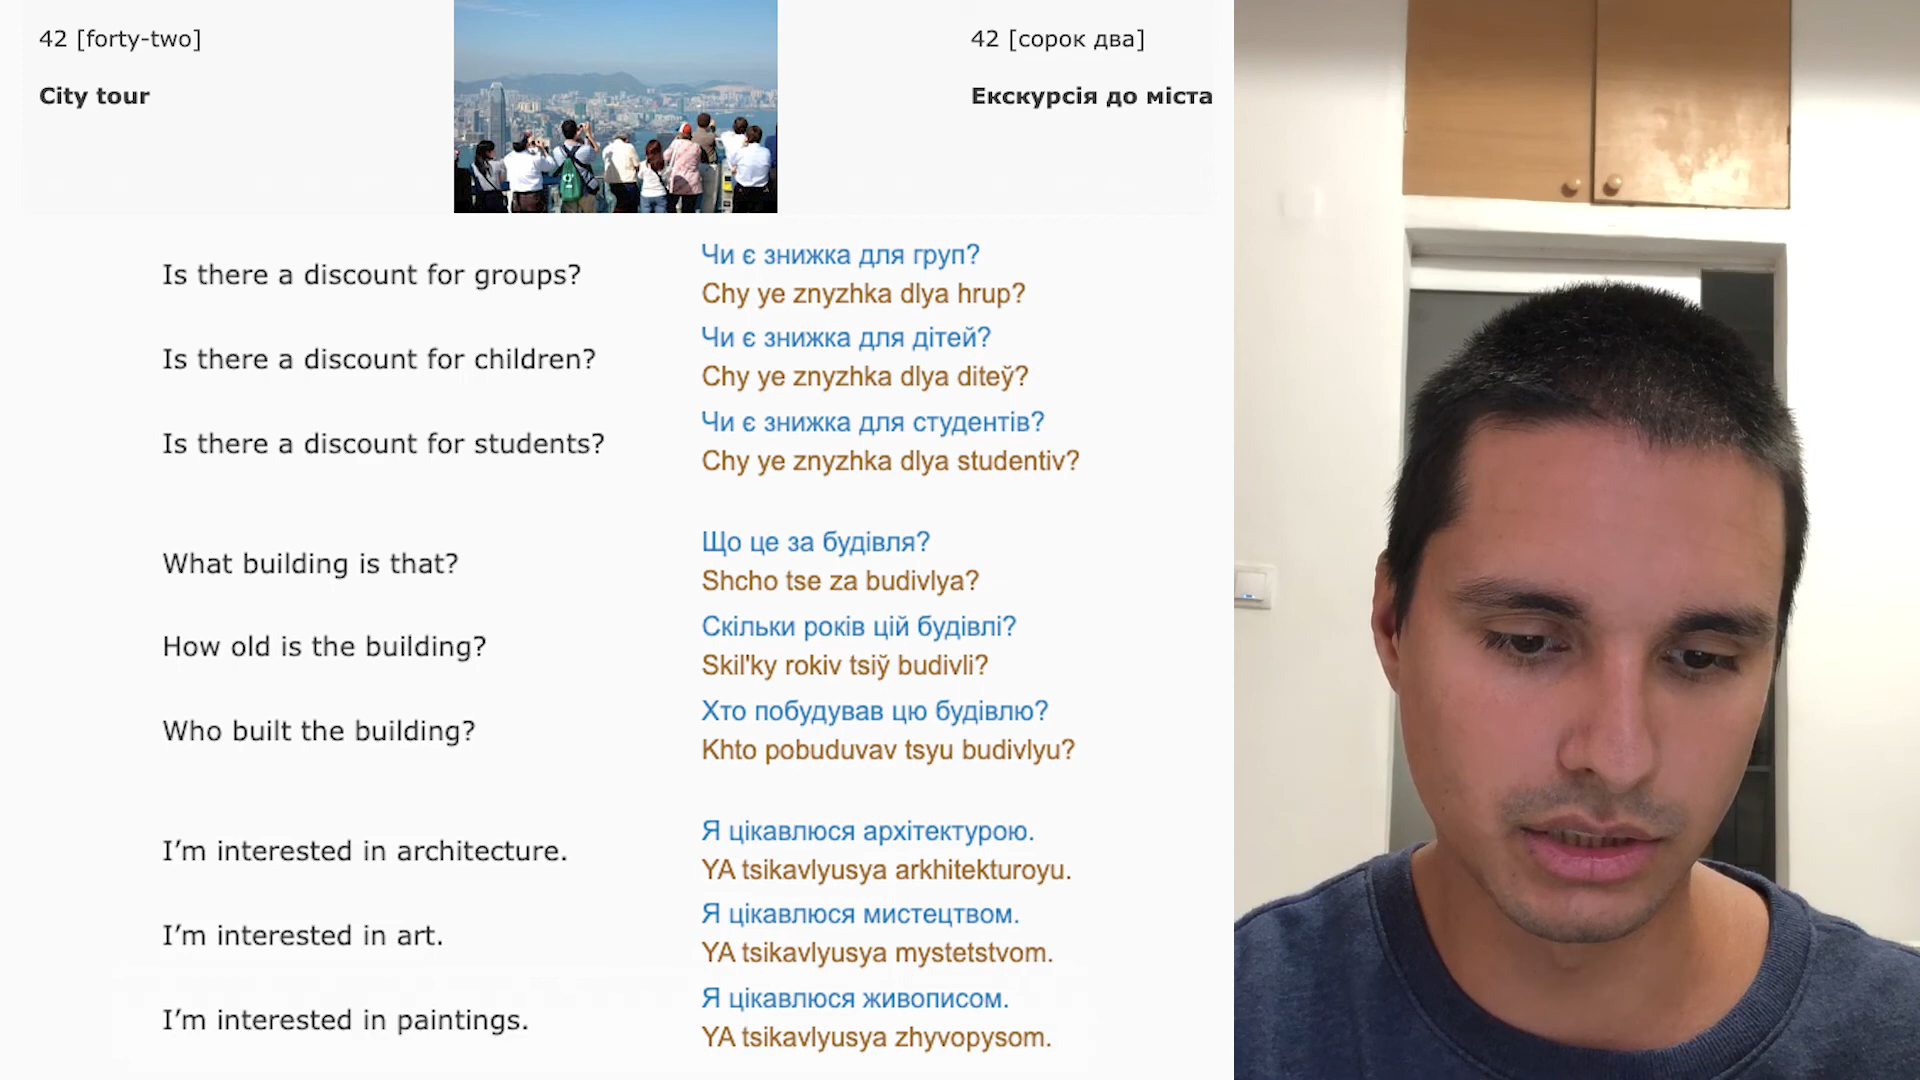 42 [forty-two]
42 [сорок два]
City tour
Екскурсія до міста
Is there a discount for groups?
Чи є знижка для груп?
Chy ye znyzhka dlya hrup?
Is there a discount for children?
Чи є знижка для дітей?
Chy ye znyzhka dlya ditey̆?
Is there a discount for students?
Чи є знижка для студентів?
Chy ye znyzhka dlya studentiv?
What building is that?
Що це за будівля?
Shcho tse za budivlya?
How old is the building?
Скільки років цій будівлі?
Skilʹky rokiv tsiy̆ budivli?
Who built the building?
Хто побудував цю будівлю?
Khto pobuduvav tsyu budivlyu?
I’m interested in architecture.
Я цікавлюся архітектурою.
YA tsikavlyusya arkhitekturoyu.
I’m interested in art.
Я цікавлюся мистецтвом.
YA tsikavlyusya mystetstvom.
I’m interested in paintings.
Я цікавлюся живописом.
YA tsikavlyusya zhyvopysom.